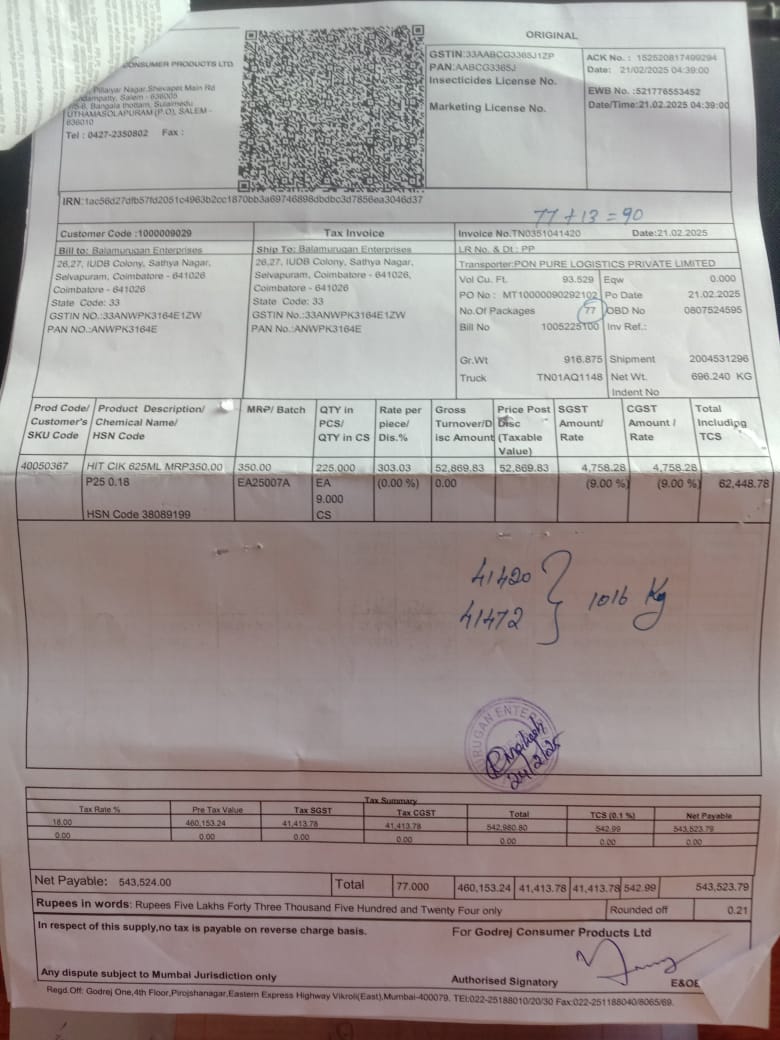 ORIGINAL
CONSUMER PRODUCTS LTD
Pillaiyar Nagar,Shevapet Main Rd
Salem - 636005
Bangala thottam, Sulaimedu
UTHAMASOLAPURAM (P.O), SALEM -
636010
Tel : 0427-2350802 Fax :
GSTIN:33AABCG3365J1ZP
PAN:AABCG3365J
Insecticides License No.
Marketing License No.
ACK No. : 152520817499294
Date: 21/02/2025 04:39:00
EWB No. :521776553452
Date/Time:21.02.2025 04:39:00
IRN:1ac56d27dfb57fd2051c4963b2cc1870bb3a69746898dbdbc3d7856ea3046d37
77 + 13 = 90
Customer Code :1000009029 Tax Invoice Invoice No.TN0351041420 Date:21.02.2025
Bill to: Balamurugan Enterprises
26,27, IUDB Colony, Sathya Nagar,
Selvapuram, Coimbatore - 641026
Coimbatore - 641026
State Code: 33
GSTIN NO.:33ANWPK3164E1ZW
PAN NO.:ANWPK3164E
Ship To: Balamurugan Enterprises
26,27, IUDB Colony, Sathya Nagar,
Selvapuram, Coimbatore - 641026,
Coimbatore - 641026
State Code: 33
GSTIN NO.:33ANWPK3164E1ZW
PAN NO.:ANWPK3164E
LR No. & Dt : PP
Transporter:PON PURE LOGISTICS PRIVATE LIMITED
Vol Cu. Ft. 93.529 Eqw 0.000
PO No : MT10000090292102 Po Date 21.02.2025
No.Of Packages 77 OBD No 0807524595
Bill No 1005225100 Inv Ref.:
Gr.Wt 916.875 Shipment 2004531296
Truck TN01AQ1148 Net Wt. 696.240 KG
Indent No
Prod Code/ Customer's SKU Code
Product Description/ Chemical Name/ HSN Code
MRP/ Batch
QTY in PCS/ QTY in CS
Rate per piece/ Dis.%
Gross Turnover/D isc Amount
Price Post Disc (Taxable Value)
SGST Amount/ Rate
CGST Amount / Rate
Total Including TCS
40050367 HIT CIK 625ML MRP350.00 350.00 225.000 303.03 52,869.83 52,869.83 4,758.28 4,758.28
P25 0.18 EA25007A EA (0.00 %) 0.00 (9.00 %) (9.00 %) 62,448.78
9.000
HSN Code 38089199 CS
41420
41472
1016 Kg
RUGAN ENTER
24/2/25
Tax Summary
Tax Rate % Pre Tax Value Tax SGST Tax CGST Total TCS (0.1 %) Net Payable
18.00 460,153.24 41,413.78 41,413.78 542,980.80 542.99 543,523.79
0.00 0.00 0.00 0.00 0.00 0.00 0.00
Net Payable: 543,524.00 Total 77.000 460,153.24 41,413.78 41,413.78 542.99 543,523.79
Rupees in words: Rupees Five Lakhs Forty Three Thousand Five Hundred and Twenty Four only Rounded off 0.21
In respect of this supply,no tax is payable on reverse charge basis.
For Godrej Consumer Products Ltd
Any dispute subject to Mumbai Jurisdiction only
Authorised Signatory E&OE
Regd.Off: Godrej One,4th Floor,Pirojshanagar,Eastern Express Highway Vikroli(East),Mumbai-400079. TEl:022-25188010/20/30 Fax:022-251188040/8065/69.